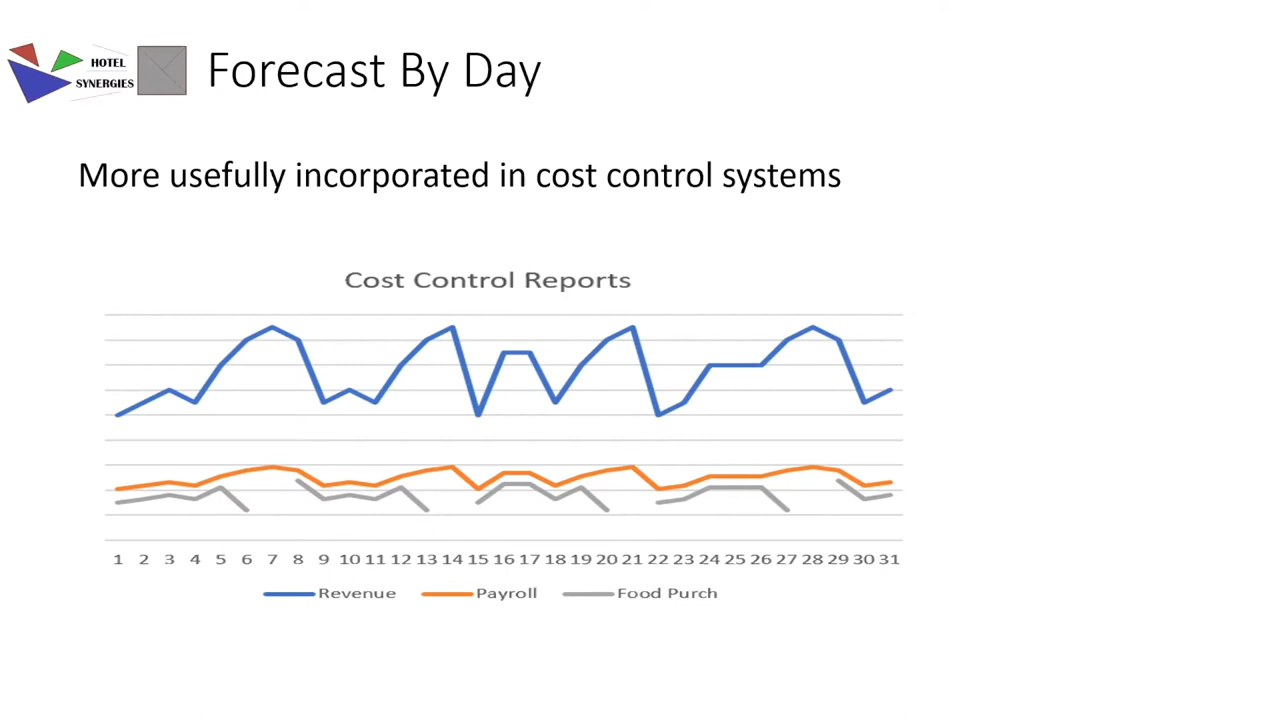 HOTEL
SYNERGIES
Forecast By Day
More usefully incorporated in cost control systems
Cost Control Reports
1 2 3 4 5 6 7 8 9 10 11 12 13 14 15 16 17 18 19 20 21 22 23 24 25 26 27 28 29 30 31
Revenue Payroll Food Purch